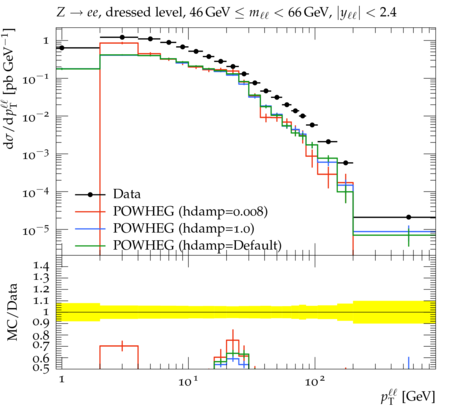 Z → ee, dressed level, 46 GeV ≤ mℓℓ < 66 GeV, |yℓℓ| < 2.4
dσ/dpTℓℓ [pb GeV−1]
1
10−1
10−2
10−3
10−4
10−5
Data
POWHEG (hdamp=0.008)
POWHEG (hdamp=1.0)
POWHEG (hdamp=Default)
MC/Data
1.4
1.3
1.2
1.1
1
0.9
0.8
0.7
0.6
0.5
1 10 1 10 2
pTℓℓ [GeV]